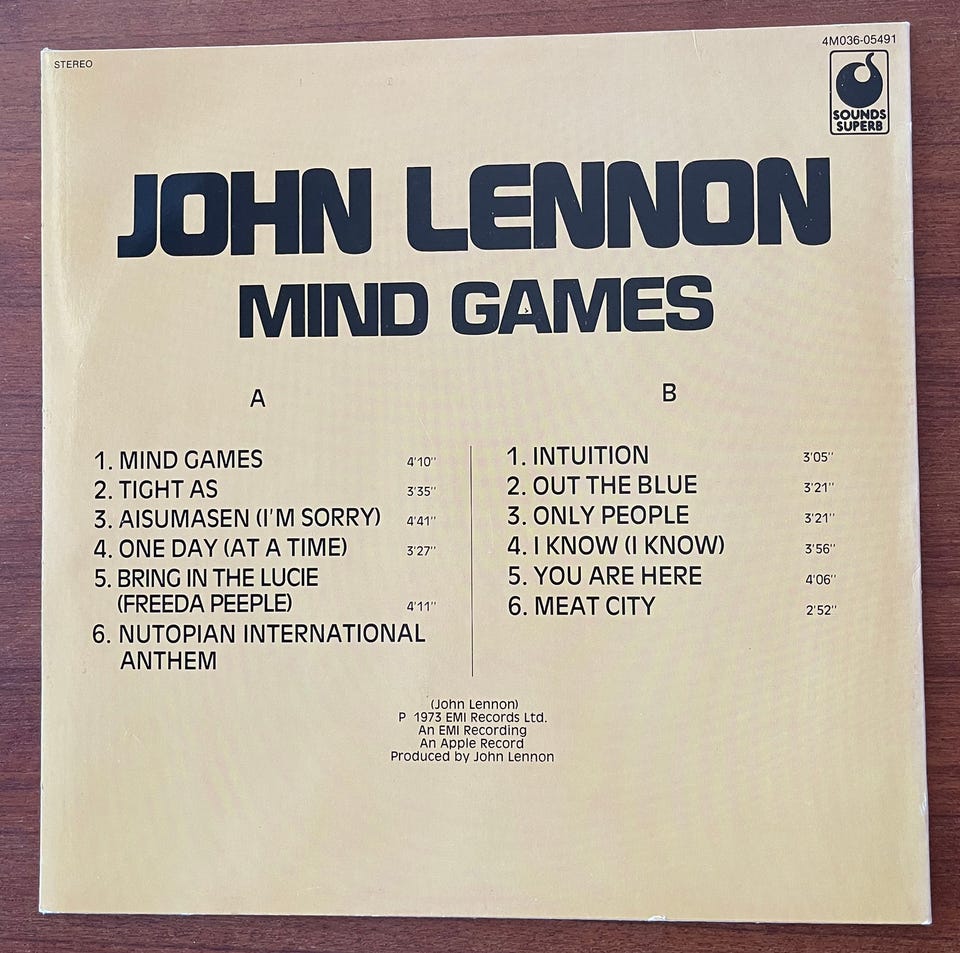 STEREO
4M036-05491
SOUNDS
SUPERB
JOHN LENNON
MIND GAMES
A
1. MIND GAMES 4'10''
2. TIGHT AS 3'35''
3. AISUMASEN (I'M SORRY) 4'41''
4. ONE DAY (AT A TIME) 3'27''
5. BRING IN THE LUCIE
(FREEDA PEEPLE) 4'11''
6. NUTOPIAN INTERNATIONAL
ANTHEM
B
1. INTUITION 3'05''
2. OUT THE BLUE 3'21''
3. ONLY PEOPLE 3'21''
4. I KNOW (I KNOW) 3'56''
5. YOU ARE HERE 4'06''
6. MEAT CITY 2'52''
(John Lennon)
P 1973 EMI Records Ltd.
An EMI Recording
An Apple Record
Produced by John Lennon